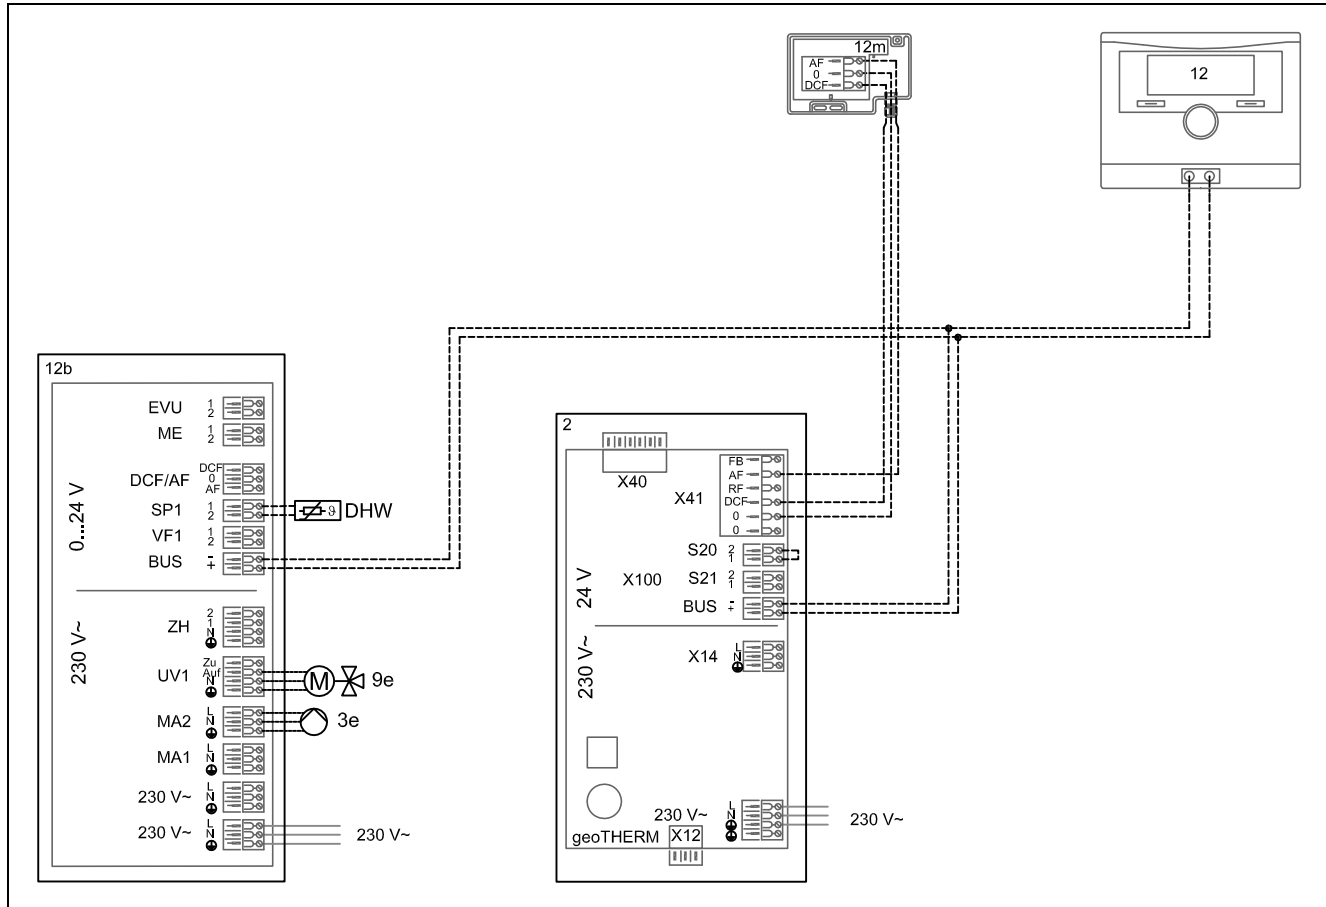 12m
AF
0
DCF
12
12b
0...24 V
EVU 1 2
ME 1 2
DCF/AF DCF 0 AF
SP1 1 2 ϑ DHW
VF1 1 2
BUS - +
230 V~
ZH 2 1 N
UV1 Zu Auf N M 9e
MA2 L N 3e
MA1 L N
230 V~ L N
230 V~ L N 230 V~
2
X40
X41
FB
AF
RF
DCF
0
0
24 V
X100
S20 2 1
S21 2 1
BUS - +
230 V~
X14 L N
230 V~ L N 230 V~
geoTHERM X12